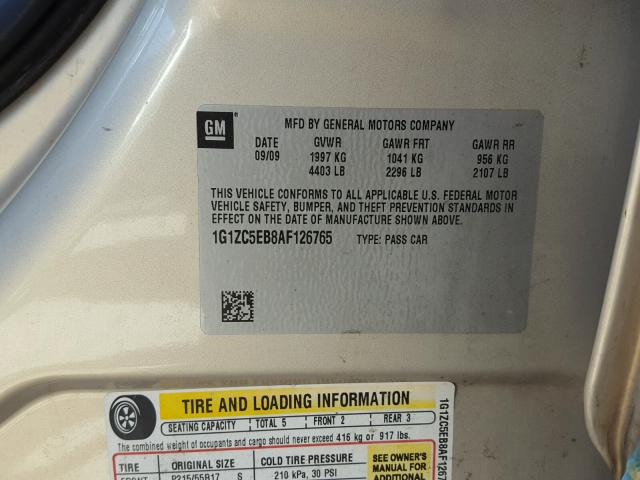 GM
MFD BY GENERAL MOTORS COMPANY
DATE GVWR GAWR FRT GAWR RR
09/09 1997 KG 1041 KG 956 KG
4403 LB 2296 LB 2107 LB
THIS VEHICLE CONFORMS TO ALL APPLICABLE U.S. FEDERAL MOTOR
VEHICLE SAFETY, BUMPER, AND THEFT PREVENTION STANDARDS IN
EFFECT ON THE DATE OF MANUFACTURE SHOWN ABOVE.
1G1ZC5EB8AF126765 TYPE: PASS CAR
TIRE AND LOADING INFORMATION
SEATING CAPACITY TOTAL 5 FRONT 2 REAR 3
The combined weight of occupants and cargo should never exceed 416 kg or 917 lbs.
TIRE ORIGINAL SIZE COLD TIRE PRESSURE
FRONT P215/55R17 S 210 kPa, 30 PSI
SEE OWNER'S
MANUAL FOR
ADDITIONAL
1G1ZC5EB8AF1267